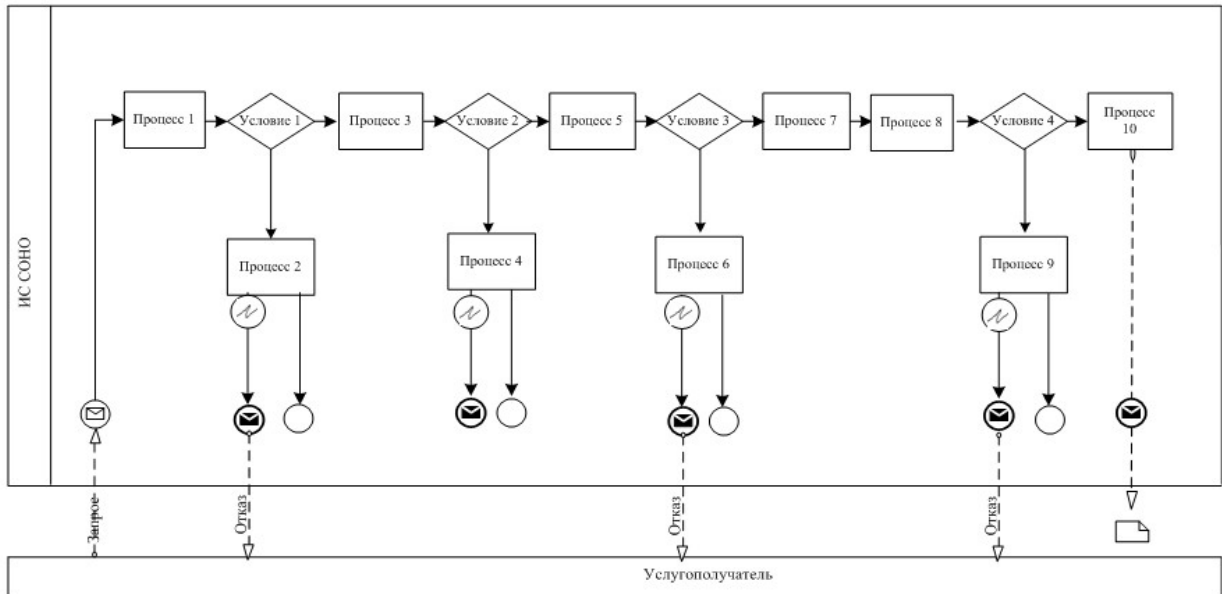 ИС СОНО
Процесс 1
Условие 1
Процесс 3
Условие 2
Процесс 5
Условие 3
Процесс 7
Процесс 8
Условие 4
Процесс
10
Процесс 2
Процесс 4
Процесс 6
Процесс 9
Запрос
Отказ
Отказ
Отказ
Услугополучатель